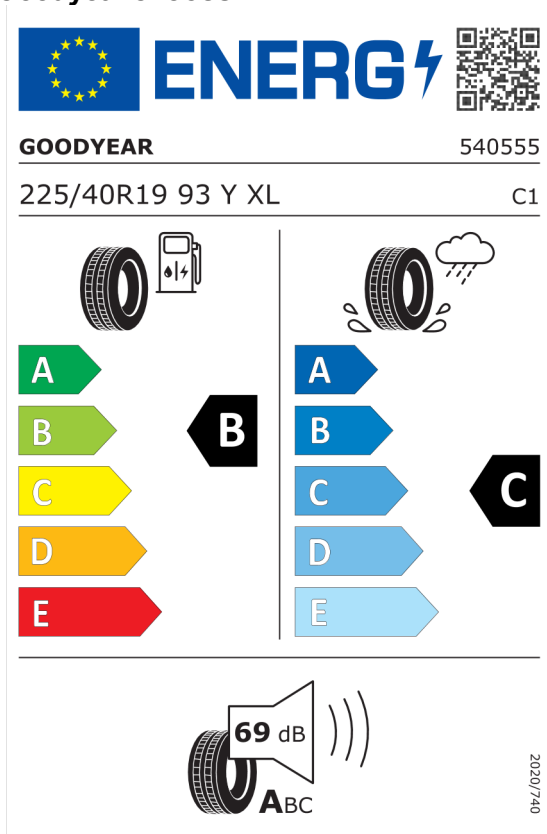 ENERG
GOODYEAR 540555
225/40R19 93 Y XL C1
A A
B B B
C C C
D D
E E
69 dB
ABC
2020/740